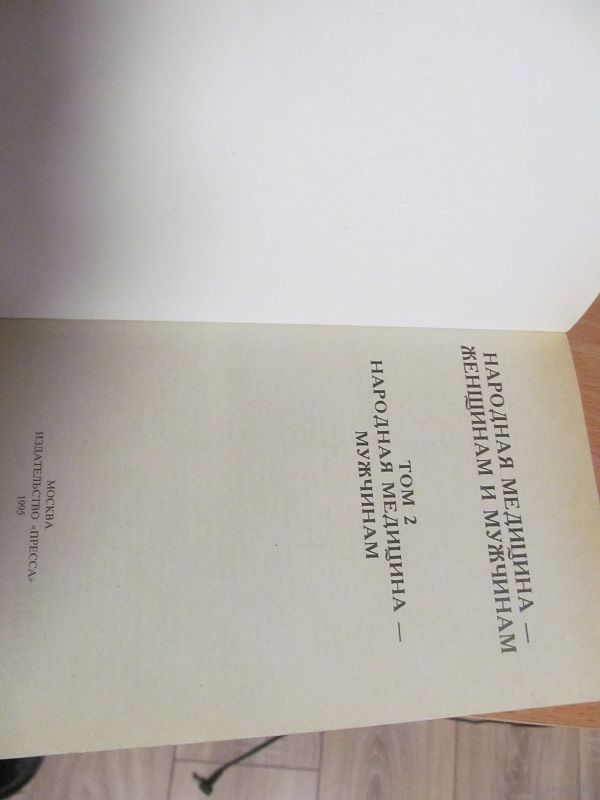 НАРОДНАЯ МЕДИЦИНА —
ЖЕНЩИНАМ И МУЖЧИНАМ
ТОМ 2
НАРОДНАЯ МЕДИЦИНА —
МУЖЧИНАМ
МОСКВА
ИЗДАТЕЛЬСТВО «ПРЕССА»
1995